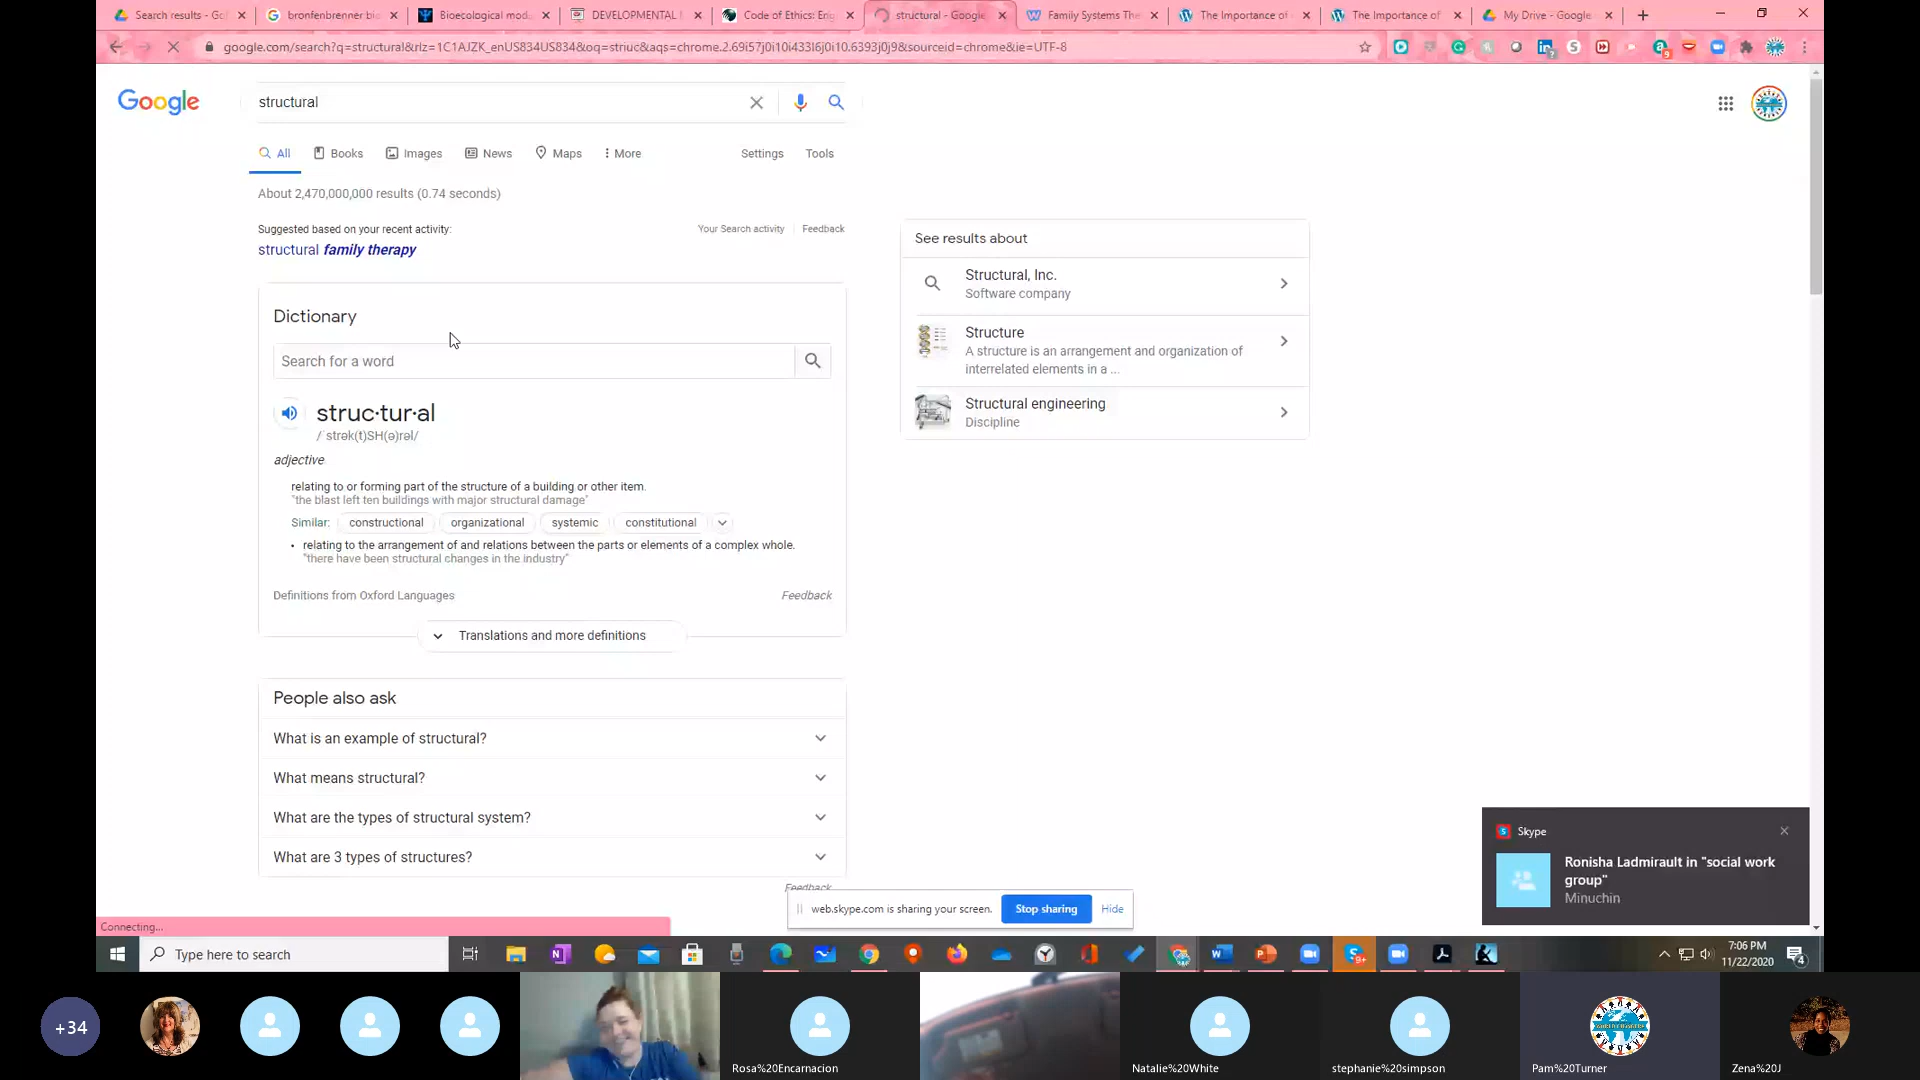 Search results - Go
bronfenbrenner bio
Bioecological mod
DEVELOPMENTAL
Code of Ethics: Eng
structural - Google
Family Systems The
The Importance of
The Importance of
My Drive - Google
google.com/search?q=structural&rlz=1C1AJZK_enUS834US834&oq=striuc&aqs=chrome.2.69i57j0i10i433l6j0i10.6393j0j9&sourceid=chrome&ie=UTF-8
Google
structural
All
Books
Images
News
Maps
More
Settings
Tools
About 2,470,000,000 results (0.74 seconds)
Suggested based on your recent activity:
Your Search activity
Feedback
structural family therapy
See results about
Structural, Inc.
Software company
Structure
A structure is an arrangement and organization of
interrelated elements in a ...
Structural engineering
Discipline
Dictionary
Search for a word
struc·tur·al
/ˈstrək(t)SH(ə)rəl/
adjective
relating to or forming part of the structure of a building or other item.
"the blast left ten buildings with major structural damage"
Similar:
constructional
organizational
systemic
constitutional
• relating to the arrangement of and relations between the parts or elements of a complex whole.
"there have been structural changes in the industry"
Definitions from Oxford Languages
Feedback
Translations and more definitions
People also ask
What is an example of structural?
What means structural?
What are the types of structural system?
What are 3 types of structures?
Feedback
web.skype.com is sharing your screen.
Stop sharing
Hide
Skype
Ronisha Ladmirault in "social work
group"
Minuchin
Connecting...
Type here to search
7:06 PM
11/22/2020
+34
Rosa%20Encarnacion
Natalie%20White
stephanie%20simpson
Pam%20Turner
Zena%20J